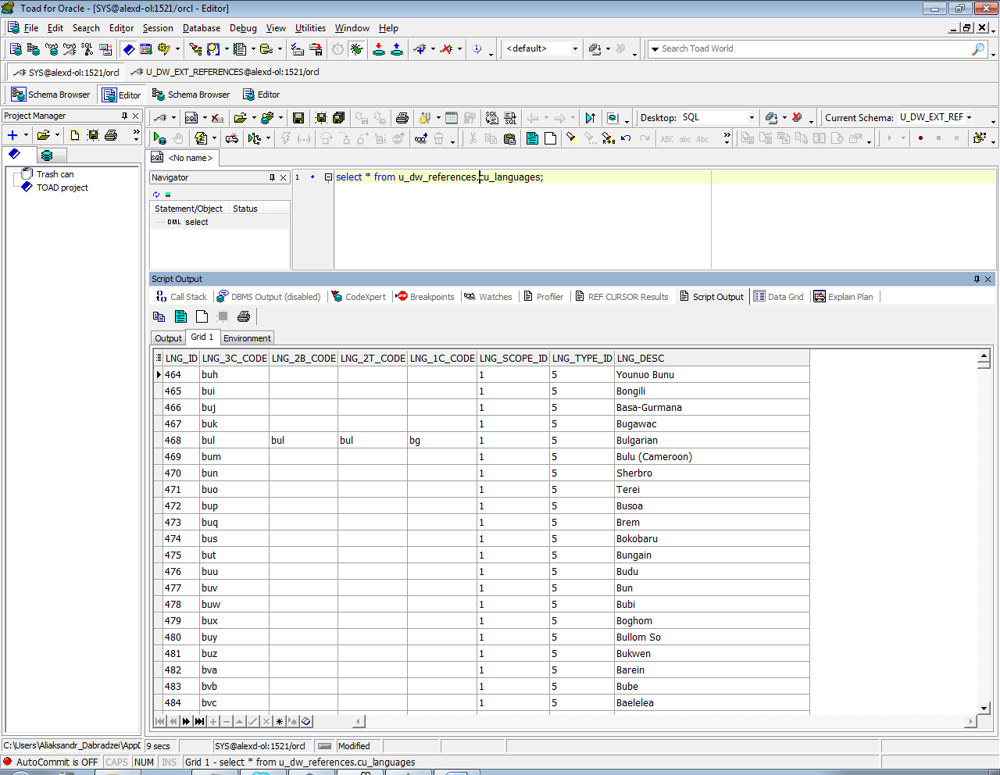 Toad for Oracle - [SYS@alexd-ol:1521/orcl - Editor]
File Edit Search Editor Session Database Debug View Utilities Window Help
<default> Search Toad World
SYS@alexd-ol:1521/orcl U_DW_EXT_REFERENCES@alexd-ol:1521/orcl
Schema Browser Editor Schema Browser Editor
Project Manager
Trash can
TOAD project
SQL Desktop: SQL Current Schema: U_DW_EXT_REF
ABC abc Abc
SQL <No name>
Navigator
Statement/Object Status
DML select
1 select * from u_dw_references.cu_languages;
Script Output
Call Stack DBMS Output (disabled) CodeXpert Breakpoints Watches Profiler REF CURSOR Results Script Output Data Grid Explain Plan
Output Grid 1 Environment
LNG_ID LNG_3C_CODE LNG_2B_CODE LNG_2T_CODE LNG_1C_CODE LNG_SCOPE_ID LNG_TYPE_ID LNG_DESC
464 buh 1 5 Younuo Bunu
465 bui 1 5 Bongili
466 buj 1 5 Basa-Gurmana
467 buk 1 5 Bugawac
468 bul bul bul bg 1 5 Bulgarian
469 bum 1 5 Bulu (Cameroon)
470 bun 1 5 Sherbro
471 buo 1 5 Terei
472 bup 1 5 Busoa
473 buq 1 5 Brem
474 bus 1 5 Bokobaru
475 but 1 5 Bungain
476 buu 1 5 Budu
477 buv 1 5 Bun
478 buw 1 5 Bubi
479 bux 1 5 Boghom
480 buy 1 5 Bullom So
481 buz 1 5 Bukwen
482 bva 1 5 Barein
483 bvb 1 5 Bube
484 bvc 1 5 Baelelea
C:\Users\Aliaksandr_Dabradzei\AppD 9 secs SYS@alexd-ol:1521/orcl Modified
AutoCommit is OFF CAPS NUM INS Grid 1 - select * from u_dw_references.cu_languages